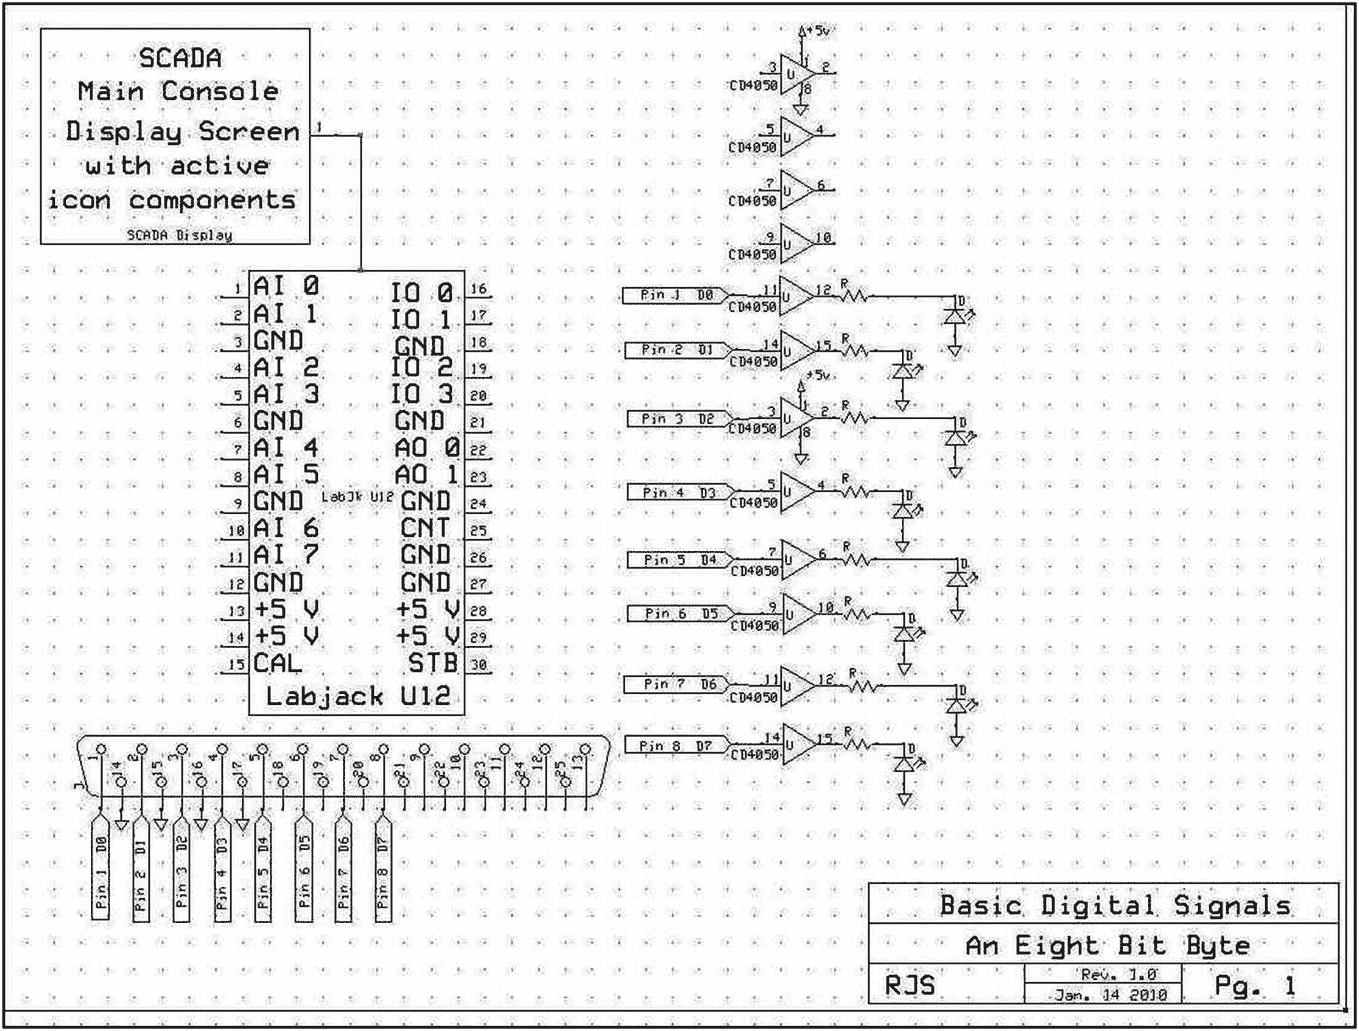 SCADA
Main Console
Display Screen
with active
icon components
SCADA Display
1
1 AI 0 IO 0 16
2 AI 1 IO 1 17
3 GND GND 18
4 AI 2 IO 2 19
5 AI 3 IO 3 20
6 GND GND 21
7 AI 4 AO 0 22
8 AI 5 AO 1 23
9 GND LabJk U12 GND 24
10 AI 6 CNT 25
11 AI 7 GND 26
12 GND GND 27
13 +5 V +5 V 28
14 +5 V +5 V 29
15 CAL STB 30
Labjack U12
J
1 2 3 4 5 6 7 8 9 10 11 12 13
14 15 16 17 18 19 20 21 22 23 24 25
Pin 1 D0
Pin 2 D1
Pin 3 D2
Pin 4 D3
Pin 5 D4
Pin 6 D5
Pin 7 D6
Pin 8 D7
+5v
3 U 1 2
CD4050 8
5 U 4
CD4050
7 U 6
CD4050
9 U 10
CD4050
Pin 1 D0 11 U 12 R D
CD4050
Pin 2 D1 14 U 15 R D
CD4050
+5v
Pin 3 D2 3 U 1 2 R D
CD4050 8
Pin 4 D3 5 U 4 R D
CD4050
Pin 5 D4 7 U 6 R D
CD4050
Pin 6 D5 9 U 10 R D
CD4050
Pin 7 D6 11 U 12 R D
CD4050
Pin 8 D7 14 U 15 R D
CD4050
Basic Digital Signals
An Eight Bit Byte
RJS
Rev. 1.0
Jan. 14 2010
Pg. 1